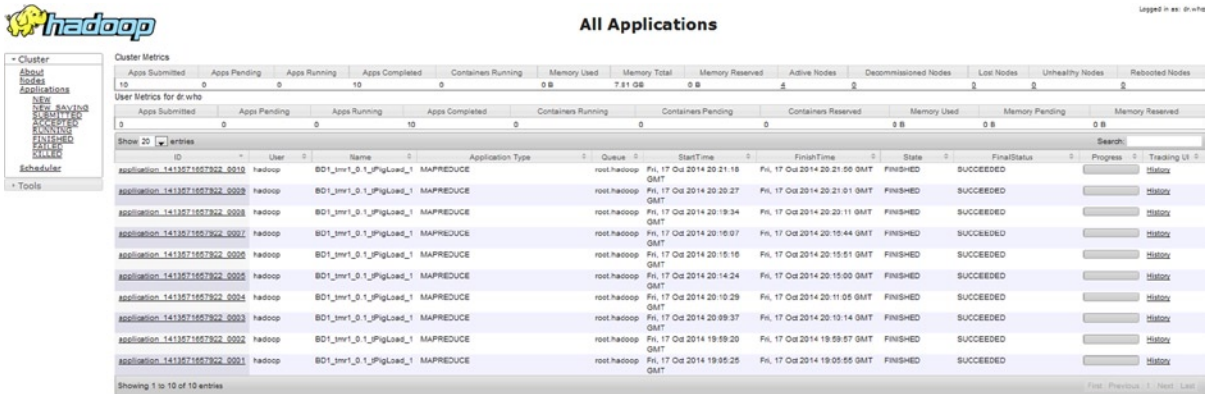 Logged in as: dr.who
hadoop
All Applications
Cluster
About
Nodes
Applications
NEW
NEW_SAVING
SUBMITTED
ACCEPTED
RUNNING
FINISHED
FAILED
KILLED
Scheduler
Tools
Cluster Metrics
Apps Submitted Apps Pending Apps Running Apps Completed Containers Running Memory Used Memory Total Memory Reserved Active Nodes Decommissioned Nodes Lost Nodes Unhealthy Nodes Rebooted Nodes
10 0 0 10 0 0 B 7.81 GB 0 B 4 0 0 0 0
User Metrics for dr.who
Apps Submitted Apps Pending Apps Running Apps Completed Containers Running Containers Pending Containers Reserved Memory Used Memory Pending Memory Reserved
0 0 0 10 0 0 0 0 B 0 B 0 B
Show 20 entries Search:
ID User Name Application Type Queue StartTime FinishTime State FinalStatus Progress Tracking UI
application_1413571657922_0010 hadoop BD1_tmr1_0.1_tPigLoad_1 MAPREDUCE root.hadoop Fri, 17 Oct 2014 20:21:18 GMT Fri, 17 Oct 2014 20:21:56 GMT FINISHED SUCCEEDED History
application_1413571657922_0009 hadoop BD1_tmr1_0.1_tPigLoad_1 MAPREDUCE root.hadoop Fri, 17 Oct 2014 20:20:27 GMT Fri, 17 Oct 2014 20:21:01 GMT FINISHED SUCCEEDED History
application_1413571657922_0008 hadoop BD1_tmr1_0.1_tPigLoad_1 MAPREDUCE root.hadoop Fri, 17 Oct 2014 20:19:34 GMT Fri, 17 Oct 2014 20:20:11 GMT FINISHED SUCCEEDED History
application_1413571657922_0007 hadoop BD1_tmr1_0.1_tPigLoad_1 MAPREDUCE root.hadoop Fri, 17 Oct 2014 20:16:07 GMT Fri, 17 Oct 2014 20:16:44 GMT FINISHED SUCCEEDED History
application_1413571657922_0006 hadoop BD1_tmr1_0.1_tPigLoad_1 MAPREDUCE root.hadoop Fri, 17 Oct 2014 20:15:16 GMT Fri, 17 Oct 2014 20:15:51 GMT FINISHED SUCCEEDED History
application_1413571657922_0005 hadoop BD1_tmr1_0.1_tPigLoad_1 MAPREDUCE root.hadoop Fri, 17 Oct 2014 20:14:24 GMT Fri, 17 Oct 2014 20:15:00 GMT FINISHED SUCCEEDED History
application_1413571657922_0004 hadoop BD1_tmr1_0.1_tPigLoad_1 MAPREDUCE root.hadoop Fri, 17 Oct 2014 20:10:29 GMT Fri, 17 Oct 2014 20:11:05 GMT FINISHED SUCCEEDED History
application_1413571657922_0003 hadoop BD1_tmr1_0.1_tPigLoad_1 MAPREDUCE root.hadoop Fri, 17 Oct 2014 20:09:37 GMT Fri, 17 Oct 2014 20:10:14 GMT FINISHED SUCCEEDED History
application_1413571657922_0002 hadoop BD1_tmr1_0.1_tPigLoad_1 MAPREDUCE root.hadoop Fri, 17 Oct 2014 19:59:20 GMT Fri, 17 Oct 2014 19:59:57 GMT FINISHED SUCCEEDED History
application_1413571657922_0001 hadoop BD1_tmr1_0.1_tPigLoad_1 MAPREDUCE root.hadoop Fri, 17 Oct 2014 19:05:25 GMT Fri, 17 Oct 2014 19:05:55 GMT FINISHED SUCCEEDED History
Showing 1 to 10 of 10 entries First Previous 1 Next Last